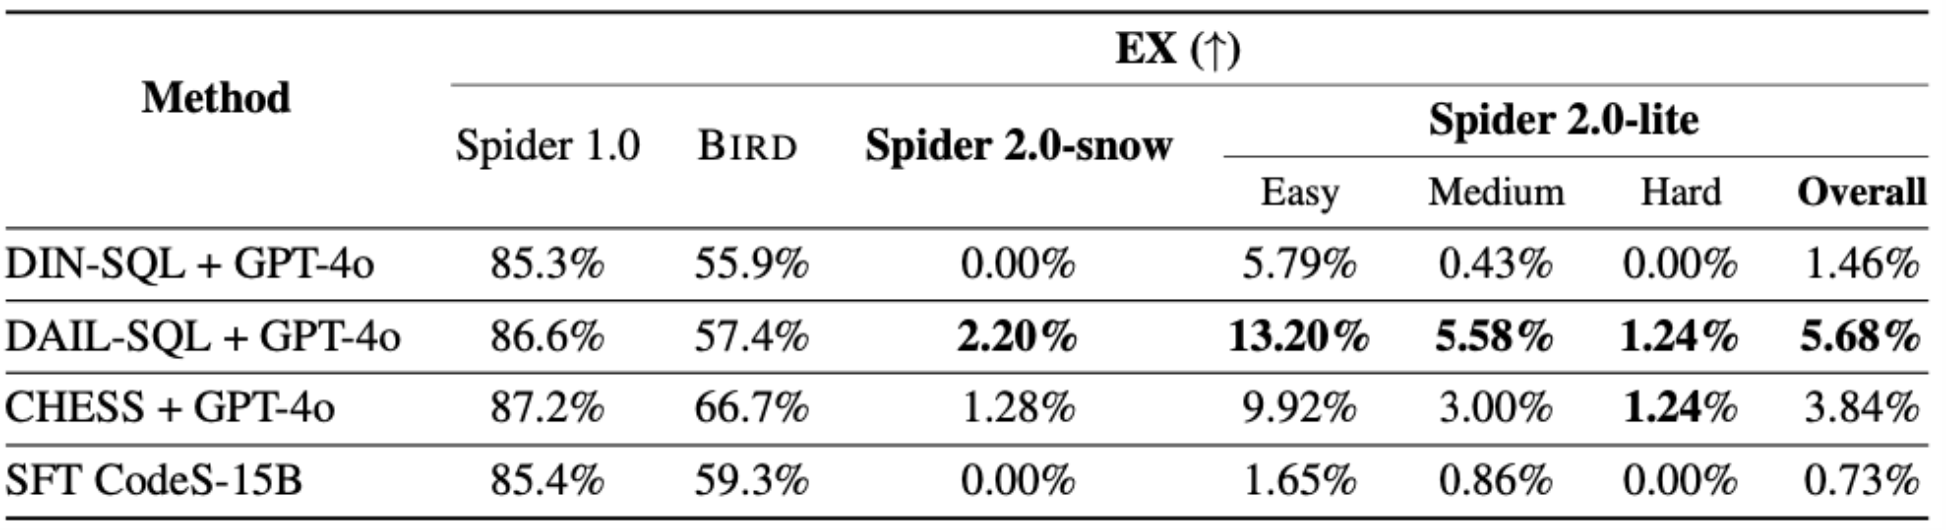 EX (↑)
Method
Spider 1.0 BIRD Spider 2.0-snow Spider 2.0-lite
Easy Medium Hard Overall
DIN-SQL + GPT-4o 85.3% 55.9% 0.00% 5.79% 0.43% 0.00% 1.46%
DAIL-SQL + GPT-4o 86.6% 57.4% 2.20% 13.20% 5.58% 1.24% 5.68%
CHESS + GPT-4o 87.2% 66.7% 1.28% 9.92% 3.00% 1.24% 3.84%
SFT CodeS-15B 85.4% 59.3% 0.00% 1.65% 0.86% 0.00% 0.73%